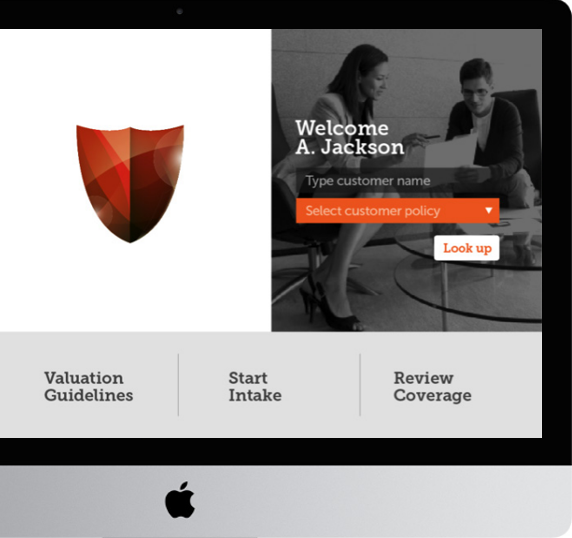 Welcome
A. Jackson
Type customer name
Select customer policy
Look up
Valuation
Guidelines
Start
Intake
Review
Coverage